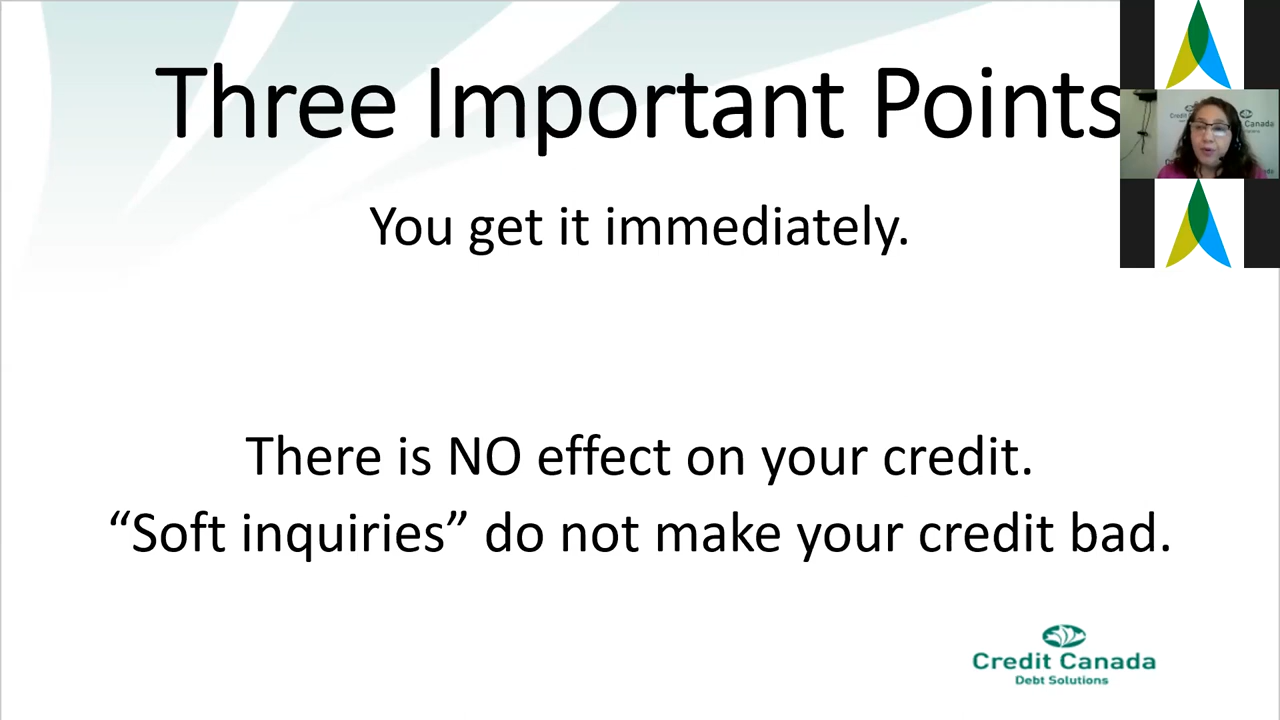 Three Important Points
You get it immediately.
There is NO effect on your credit.
“Soft inquiries” do not make your credit bad.
Credit Canada
Debt Solutions